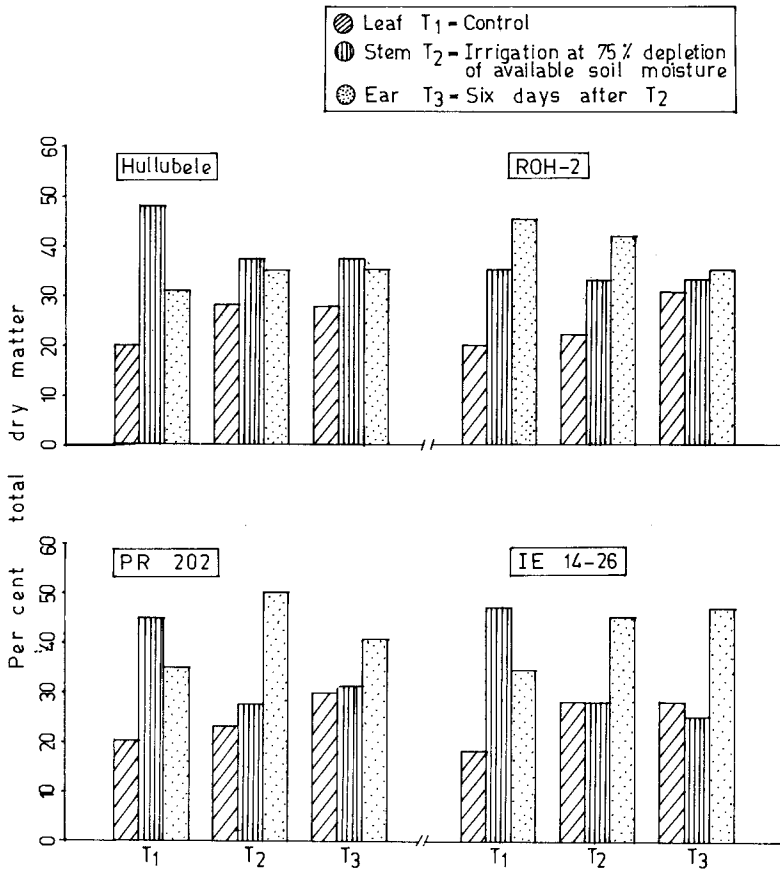 Leaf T1 - Control
Stem T2 - Irrigation at 75% depletion
of available soil moisture
Ear T3 - Six days after T2
Hullubele
ROH-2
60
50
40
30
20
10
0
PR 202
IE 14-26
60
50
40
30
20
10
0
Per cent total dry matter
T1 T2 T3 T1 T2 T3